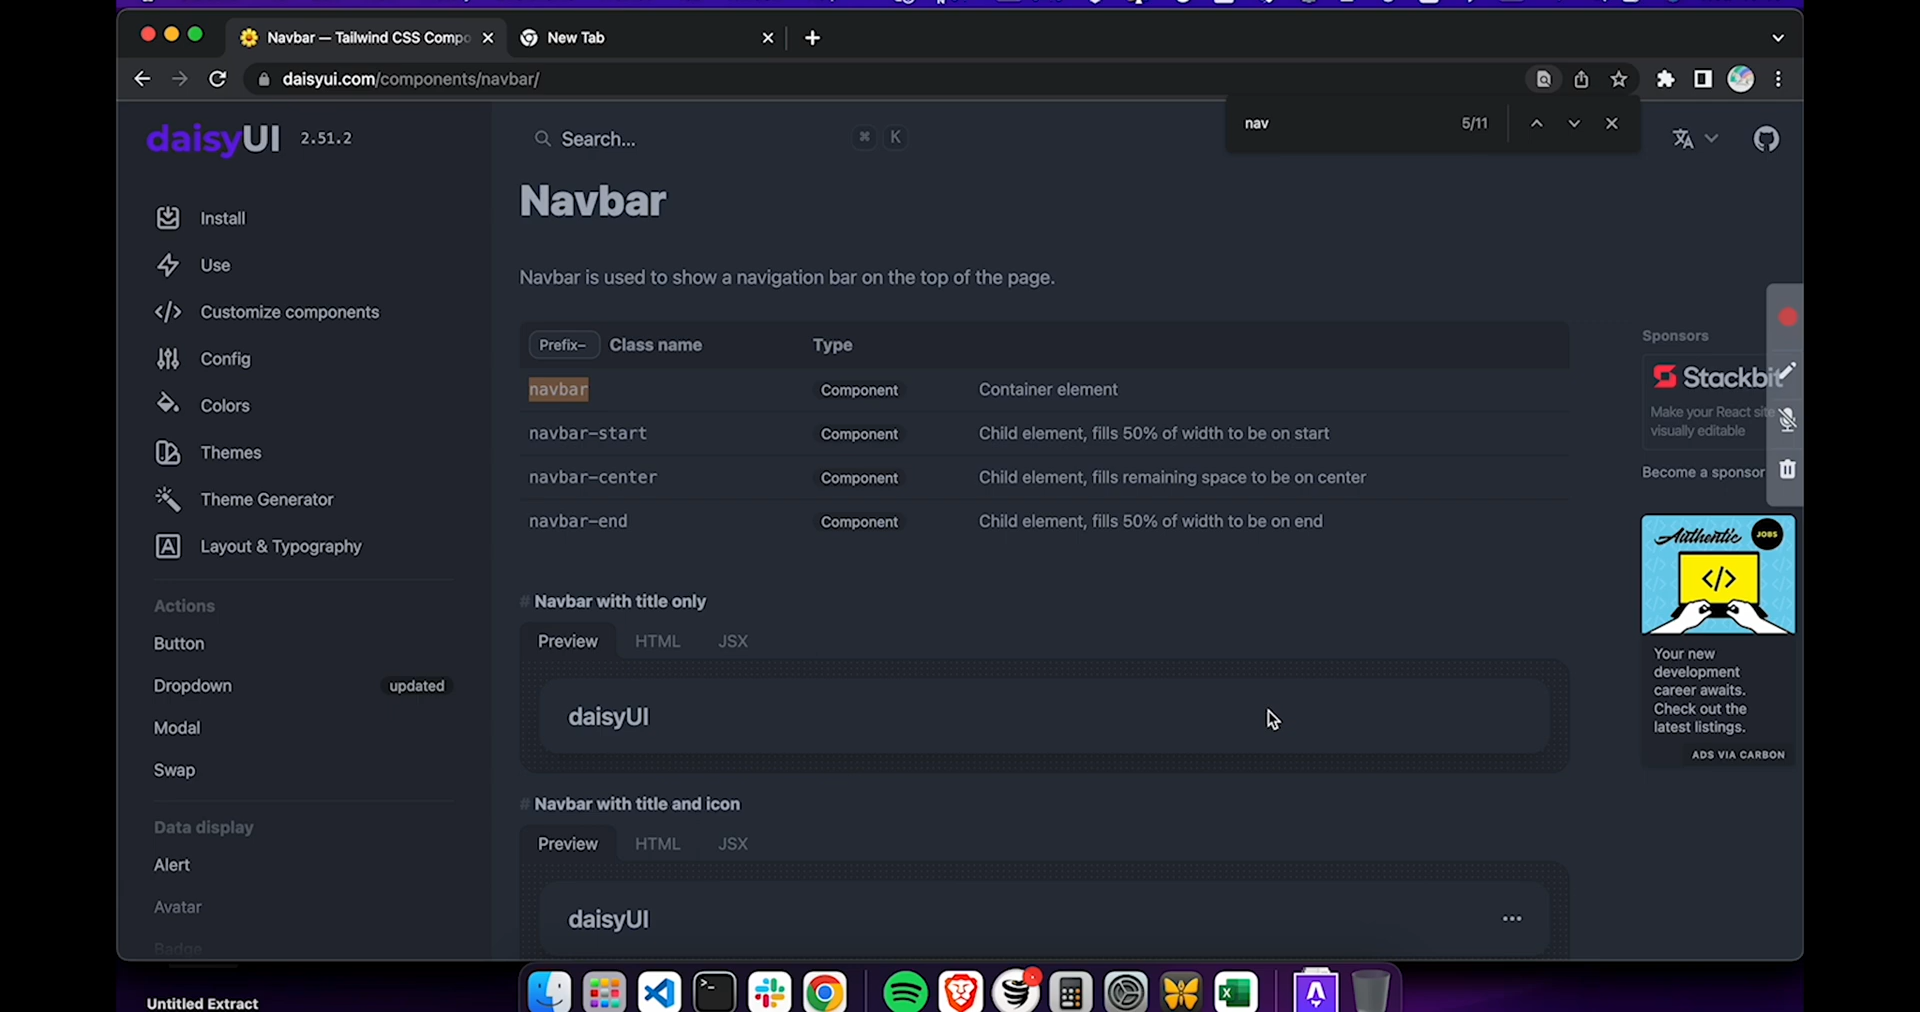 Navbar — Tailwind CSS Compo
New Tab
daisyui.com/components/navbar/
nav
5/11
daisyUI 2.51.2
Search...
⌘ K
Install
Use
Customize components
Config
Colors
Themes
Theme Generator
Layout & Typography
Actions
Button
Dropdown updated
Modal
Swap
Data display
Alert
Avatar
Badge
Navbar
Navbar is used to show a navigation bar on the top of the page.
Prefix– Class name Type
navbar Component Container element
navbar-start Component Child element, fills 50% of width to be on start
navbar-center Component Child element, fills remaining space to be on center
navbar-end Component Child element, fills 50% of width to be on end
# Navbar with title only
Preview HTML JSX
daisyUI
# Navbar with title and icon
Preview HTML JSX
daisyUI
Sponsors
Stackbit
Make your React site
visually editable
Become a sponsor
Authentic JOBS
</>
Your new
development
career awaits.
Check out the
latest listings.
ADS VIA CARBON
Untitled Extract